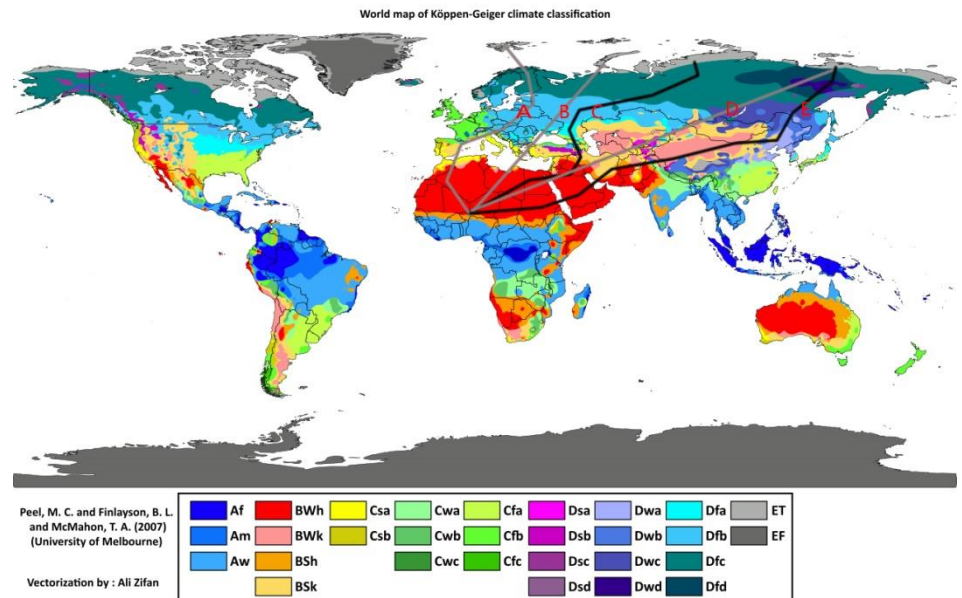 World map of Köppen-Geiger climate classification
A
B
C
D
E
Peel, M. C. and Finlayson, B. L.
and McMahon, T. A. (2007)
(University of Melbourne)
Vectorization by : Ali Zifan
Af BWh Csa Cwa Cfa Dsa Dwa Dfa ET
Am BWk Csb Cwb Cfb Dsb Dwb Dfb EF
Aw BSh Cwc Cfc Dsc Dwc Dfc
BSk Dsd Dwd Dfd